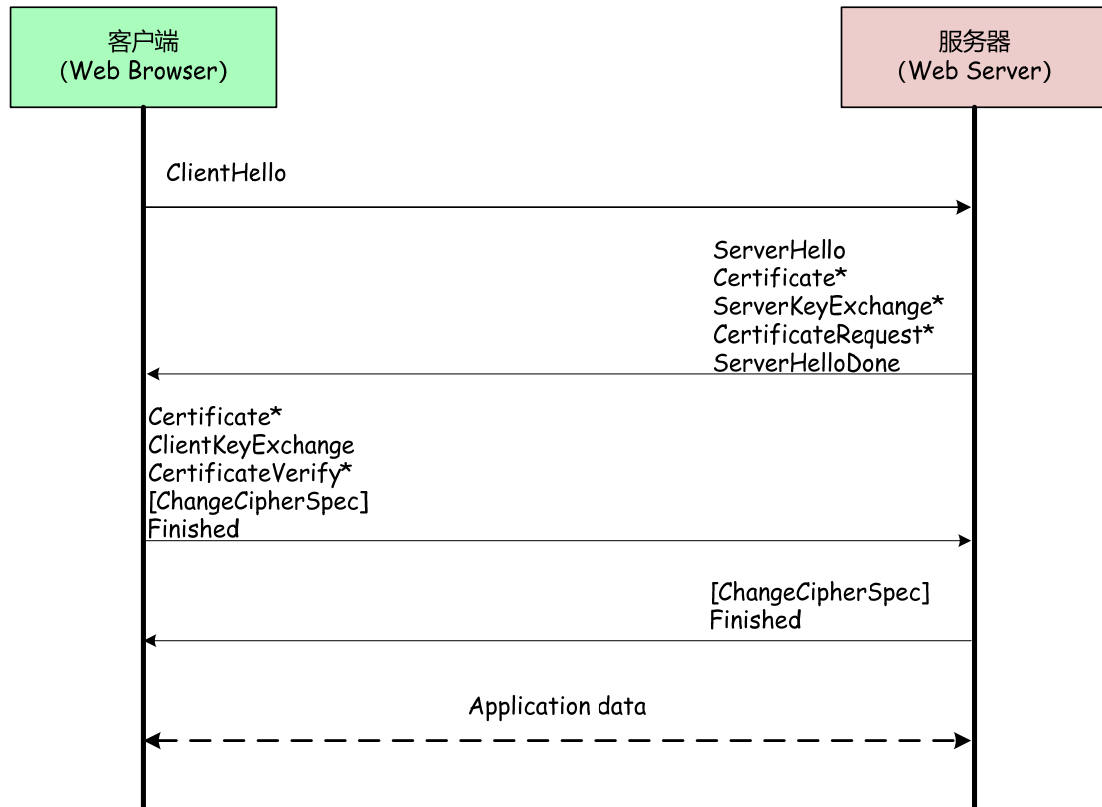 客户端
(Web Browser)
服务器
(Web Server)
ClientHello
ServerHello
Certificate*
ServerKeyExchange*
CertificateRequest*
ServerHelloDone
Certificate*
ClientKeyExchange
CertificateVerify*
[ChangeCipherSpec]
Finished
[ChangeCipherSpec]
Finished
Application data